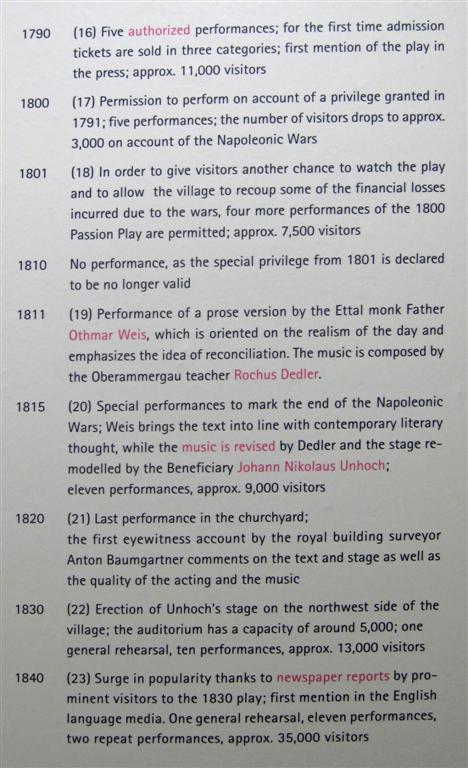 1790 (16) Five authorized performances; for the first time admission
tickets are sold in three categories; first mention of the play in
the press; approx. 11,000 visitors
1800 (17) Permission to perform on account of a privilege granted in
1791; five performances; the number of visitors drops to approx.
3,000 on account of the Napoleonic Wars
1801 (18) In order to give visitors another chance to watch the play
and to allow the village to recoup some of the financial losses
incurred due to the wars, four more performances of the 1800
Passion Play are permitted; approx. 7,500 visitors
1810 No performance, as the special privilege from 1801 is declared
to be no longer valid
1811 (19) Performance of a prose version by the Ettal monk Father
Othmar Weis, which is oriented on the realism of the day and
emphasizes the idea of reconciliation. The music is composed by
the Oberammergau teacher Rochus Dedler.
1815 (20) Special performances to mark the end of the Napoleonic
Wars; Weis brings the text into line with contemporary literary
thought, while the music is revised by Dedler and the stage re-
modelled by the Beneficiary Johann Nikolaus Unhoch;
eleven performances, approx. 9,000 visitors
1820 (21) Last performance in the churchyard;
the first eyewitness account by the royal building surveyor
Anton Baumgartner comments on the text and stage as well as
the quality of the acting and the music
1830 (22) Erection of Unhoch's stage on the northwest side of the
village; the auditorium has a capacity of around 5,000; one
general rehearsal, ten performances, approx. 13,000 visitors
1840 (23) Surge in popularity thanks to newspaper reports by pro-
minent visitors to the 1830 play; first mention in the English
language media. One general rehearsal, eleven performances,
two repeat performances, approx. 35,000 visitors